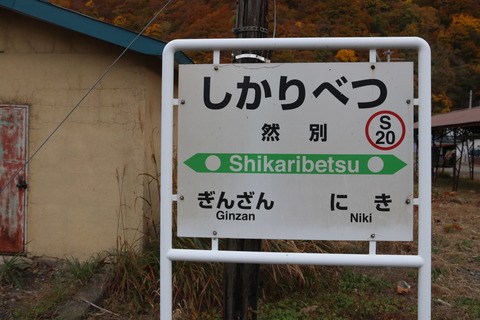 しかりべつ
然別
S
20
Shikaribetsu
ぎんざん にき
Ginzan Niki